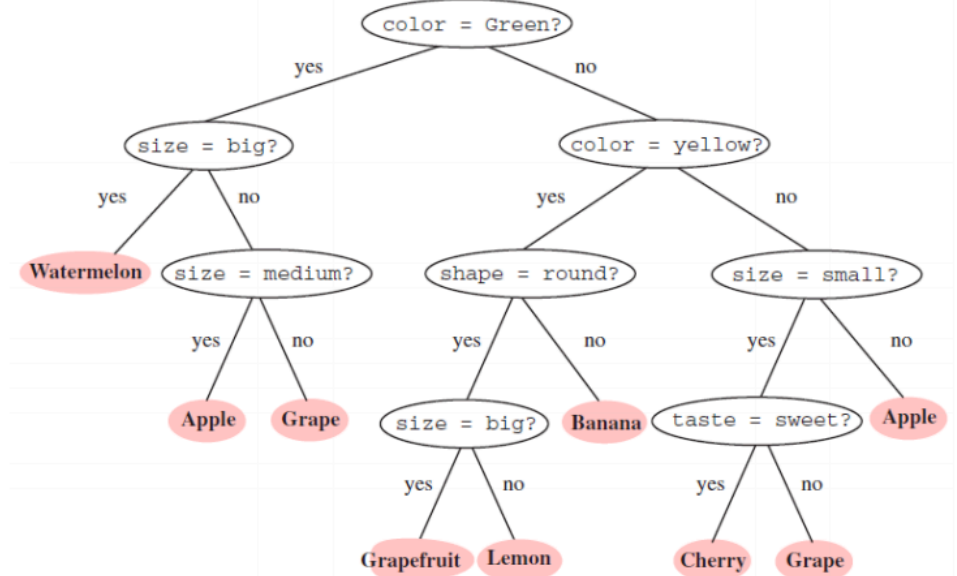 color = Green?
yes
no
size = big?
color = yellow?
yes
no
yes
no
Watermelon
size = medium?
shape = round?
size = small?
yes
no
yes
no
yes
no
Apple
Grape
size = big?
Banana
taste = sweet?
Apple
yes
no
yes
no
Grapefruit
Lemon
Cherry
Grape